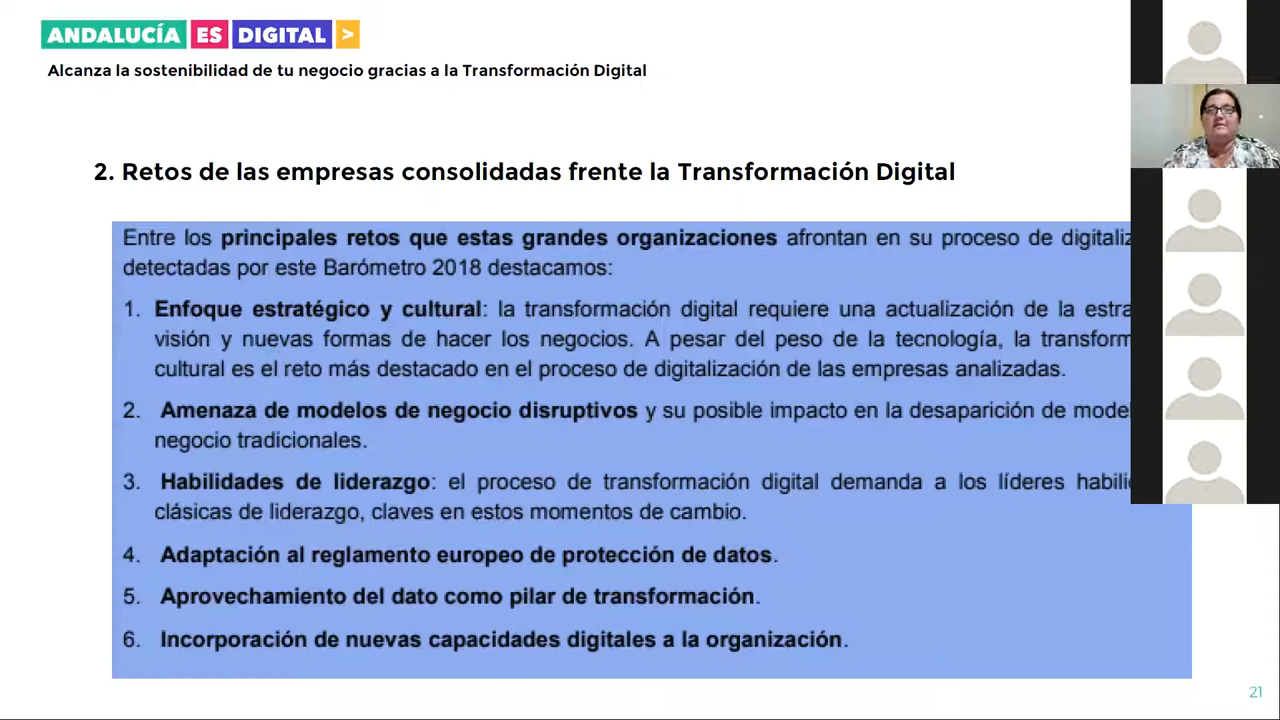 ANDALUCÍA ES DIGITAL >
Alcanza la sostenibilidad de tu negocio gracias a la Transformación Digital
2. Retos de las empresas consolidadas frente la Transformación Digital
Entre los principales retos que estas grandes organizaciones afrontan en su proceso de
detectadas por este Barómetro 2018 destacamos:
1. Enfoque estratégico y cultural: la transformación digital requiere una actualización de la
visión y nuevas formas de hacer los negocios. A pesar del peso de la tecnología, la
cultural es el reto más destacado en el proceso de digitalización de las empresas analizadas.
2. Amenaza de modelos de negocio disruptivos y su posible impacto en la desaparición de
negocio tradicionales.
3. Habilidades de liderazgo: el proceso de transformación digital demanda a los líderes
clásicas de liderazgo, claves en estos momentos de cambio.
4. Adaptación al reglamento europeo de protección de datos.
5. Aprovechamiento del dato como pilar de transformación.
6. Incorporación de nuevas capacidades digitales a la organización.
21